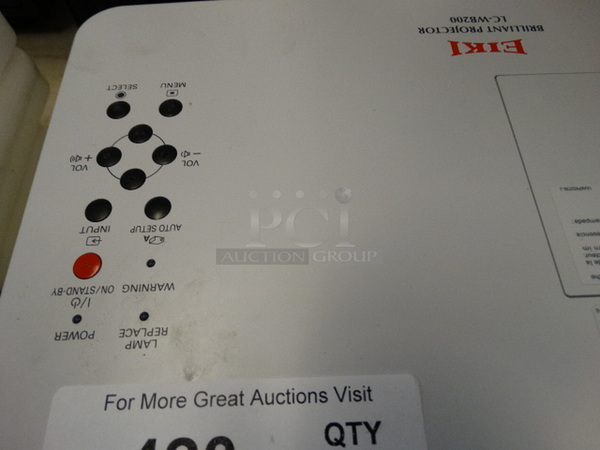 EIKI
BRILLIANT PROJECTOR
LC-WB200
SELECT
MENU
VOL +
VOL −
INPUT
AUTO SETUP
I/⏻
ON/STAND-BY
WARNING
POWER
LAMP
REPLACE
PCI
AUCTION GROUP
For More Great Auctions Visit
QTY